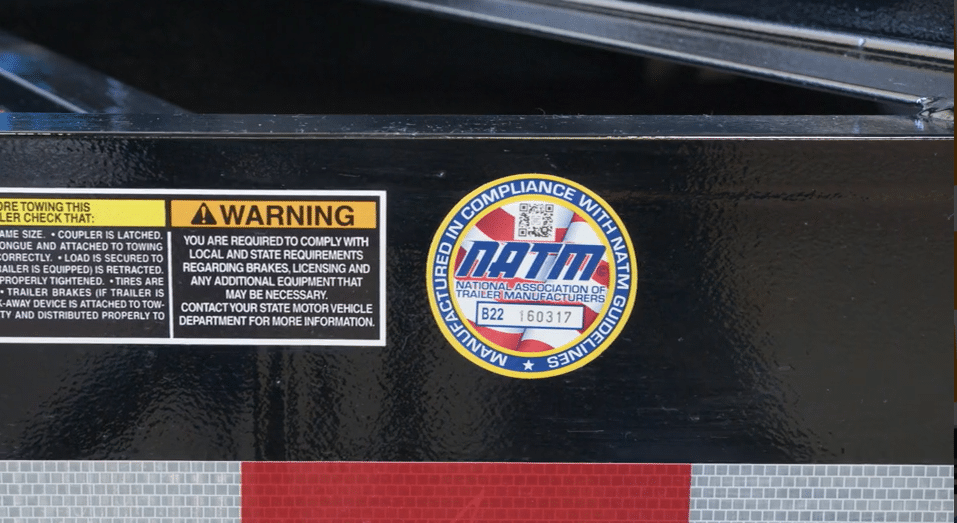 ORE TOWING THIS
LER CHECK THAT:
AME SIZE. • COUPLER IS LATCHED.
ONGUE AND ATTACHED TO TOWING
CORRECTLY. • LOAD IS SECURED TO
RAILER IS EQUIPPED) IS RETRACTED.
PROPERLY TIGHTENED. • TIRES ARE
• TRAILER BRAKES (IF TRAILER IS
K-AWAY DEVICE IS ATTACHED TO TOW-
TY AND DISTRIBUTED PROPERLY TO
WARNING
YOU ARE REQUIRED TO COMPLY WITH
LOCAL AND STATE REQUIREMENTS
REGARDING BRAKES, LICENSING AND
ANY ADDITIONAL EQUIPMENT THAT
MAY BE NECESSARY.
CONTACT YOUR STATE MOTOR VEHICLE
DEPARTMENT FOR MORE INFORMATION.
MANUFACTURED IN COMPLIANCE WITH NATM GUIDELINES
NATM
NATIONAL ASSOCIATION OF
TRAILER MANUFACTURERS
B22 160317